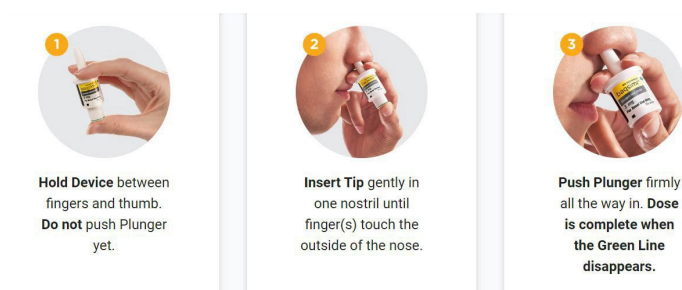 1
Hold Device between
fingers and thumb.
Do not push Plunger
yet.
2
Insert Tip gently in
one nostril until
finger(s) touch the
outside of the nose.
3
baqsimi
Push Plunger firmly
all the way in. Dose
is complete when
the Green Line
disappears.